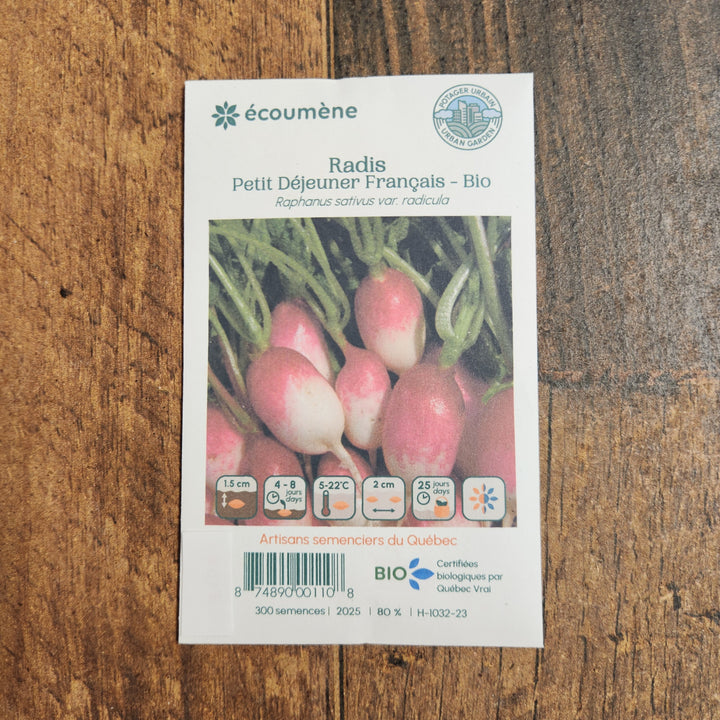 écoumène
POTAGER URBAIN
URBAN GARDEN
Radis
Petit Déjeuner Français - Bio
Raphanus sativus var. radicula
1.5 cm
4 - 8 jours days
5-22°C
2 cm
25 jours days
Artisans semenciers du Québec
8 74890 00110 8
BIO
Certifiées
biologiques par
Québec Vrai
300 semences | 2025 | 80 % | H-1032-23